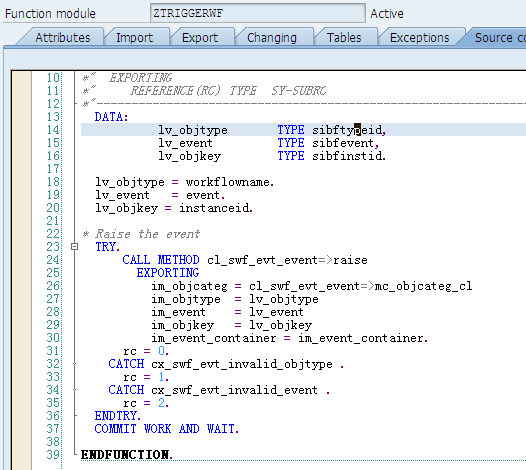 Function module ZTRIGGERWF Active
Attributes Import Export Changing Tables Exceptions Source co
10 *" EXPORTING
11 *" REFERENCE(RC) TYPE SY-SUBRC
12 *"----------------------------------------------------------------------
13 DATA:
14 lv_objtype TYPE sibftypeid,
15 lv_event TYPE sibfevent,
16 lv_objkey TYPE sibfinstid.
17
18 lv_objtype = workflowname.
19 lv_event = event.
20 lv_objkey = instanceid.
21
22 * Raise the event
23 TRY.
24 CALL METHOD cl_swf_evt_event=>raise
25 EXPORTING
26 im_objcateg = cl_swf_evt_event=>mc_objcateg_cl
27 im_objtype = lv_objtype
28 im_event = lv_event
29 im_objkey = lv_objkey
30 im_event_container = im_event_container.
31 rc = 0.
32 CATCH cx_swf_evt_invalid_objtype .
33 rc = 1.
34 CATCH cx_swf_evt_invalid_event .
35 rc = 2.
36 ENDTRY.
37 COMMIT WORK AND WAIT.
38
39 ENDFUNCTION.